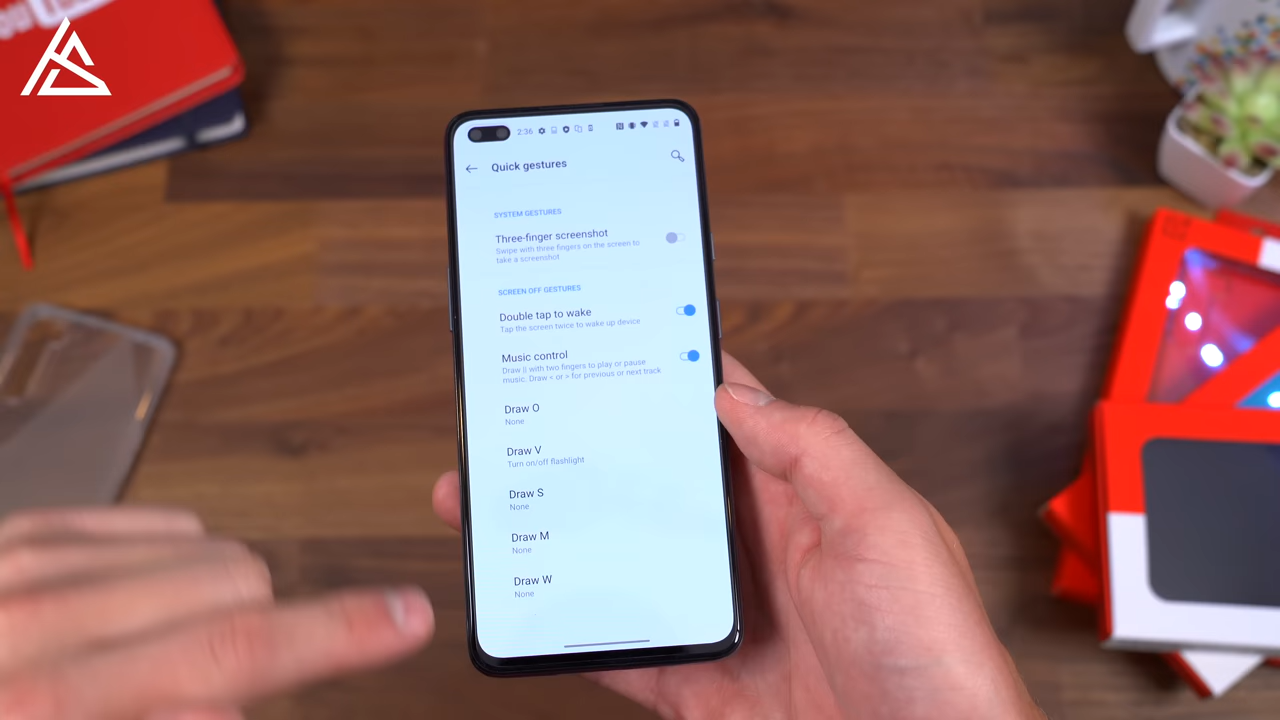 2:36
Quick gestures
SYSTEM GESTURES
Three-finger screenshot
Swipe with three fingers on the screen to
take a screenshot
SCREEN OFF GESTURES
Double tap to wake
Tap the screen twice to wake up device
Music control
Draw || with two fingers to play or pause
music. Draw < or > for previous or next track
Draw O
None
Draw V
Turn on/off flashlight
Draw S
None
Draw M
None
Draw W
None